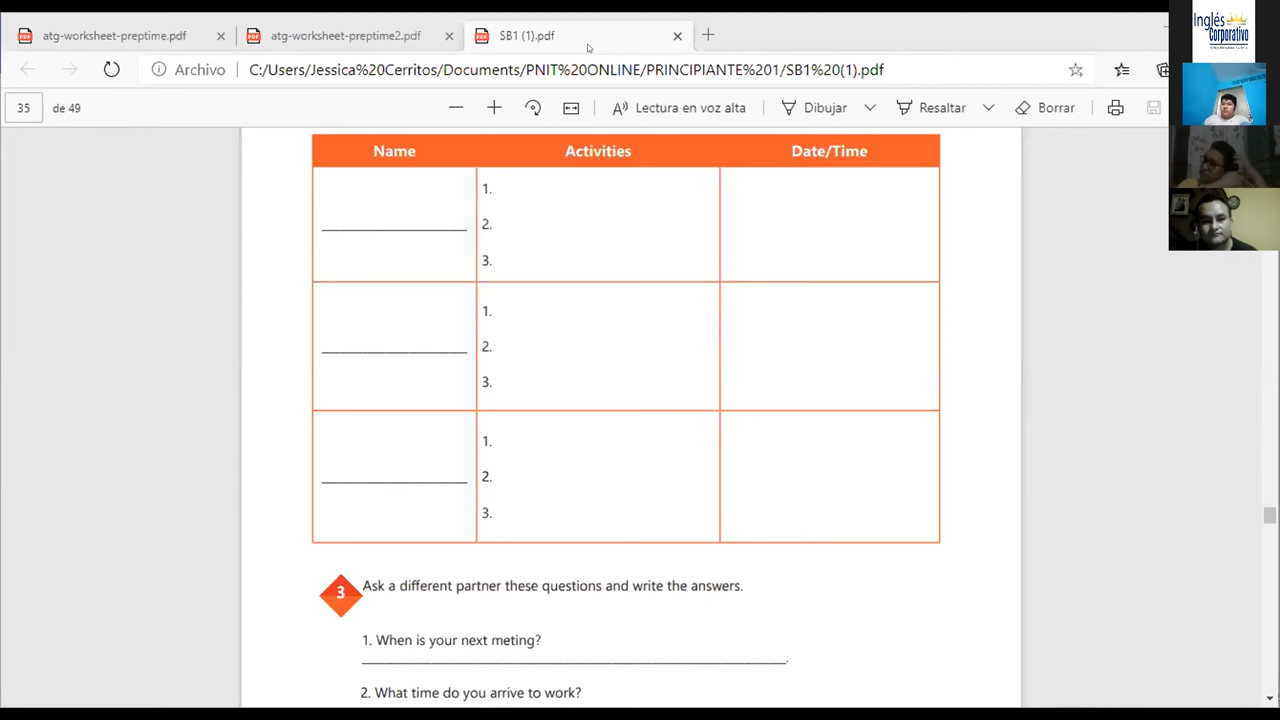 atg-worksheet-preptime.pdf
atg-worksheet-preptime2.pdf
SB1 (1).pdf
Archivo
C:/Users/Jessica%20Cerritos/Documents/PNIT%20ONLINE/PRINCIPIANTE%201/SB1%20(1).pdf
35 de 49
Lectura en voz alta
Dibujar
Resaltar
Borrar
Inglés
Corporativo
Name Activities Date/Time
1.
2.
3.
1.
2.
3.
1.
2.
3.
3 Ask a different partner these questions and write the answers.
1. When is your next meting?
2. What time do you arrive to work?